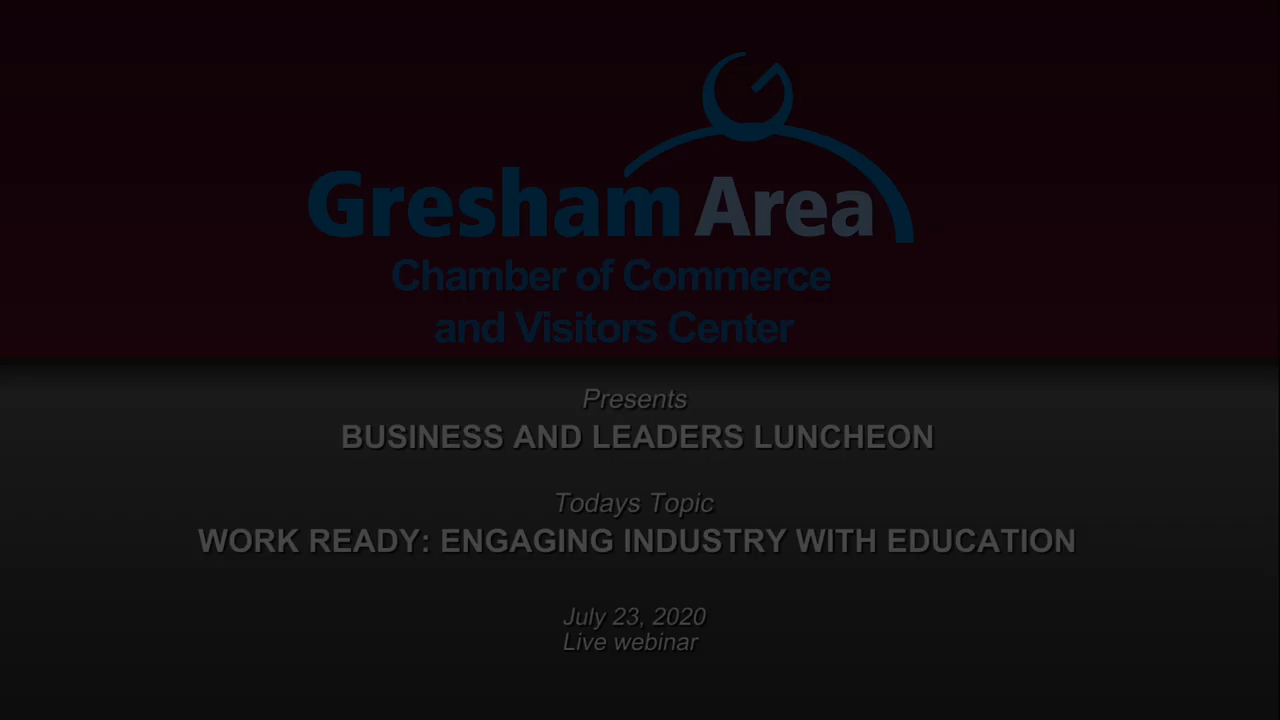 Gresham Area
Chamber of Commerce
and Visitors Center
Presents
BUSINESS AND LEADERS LUNCHEON
Todays Topic
WORK READY: ENGAGING INDUSTRY WITH EDUCATION
July 23, 2020
Live webinar